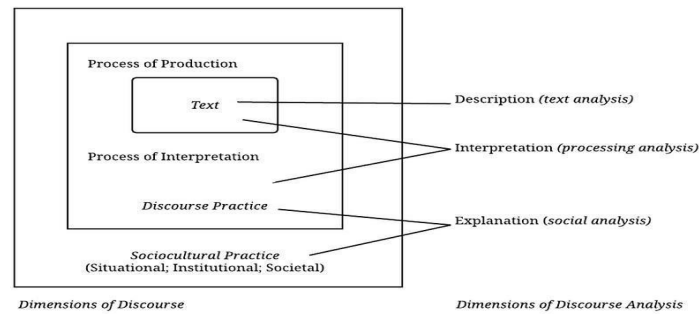 Process of Production
Text
Description (text analysis)
Interpretation (processing analysis)
Process of Interpretation
Discourse Practice
Explanation (social analysis)
Sociocultural Practice
(Situational; Institutional; Societal)
Dimensions of Discourse
Dimensions of Discourse Analysis